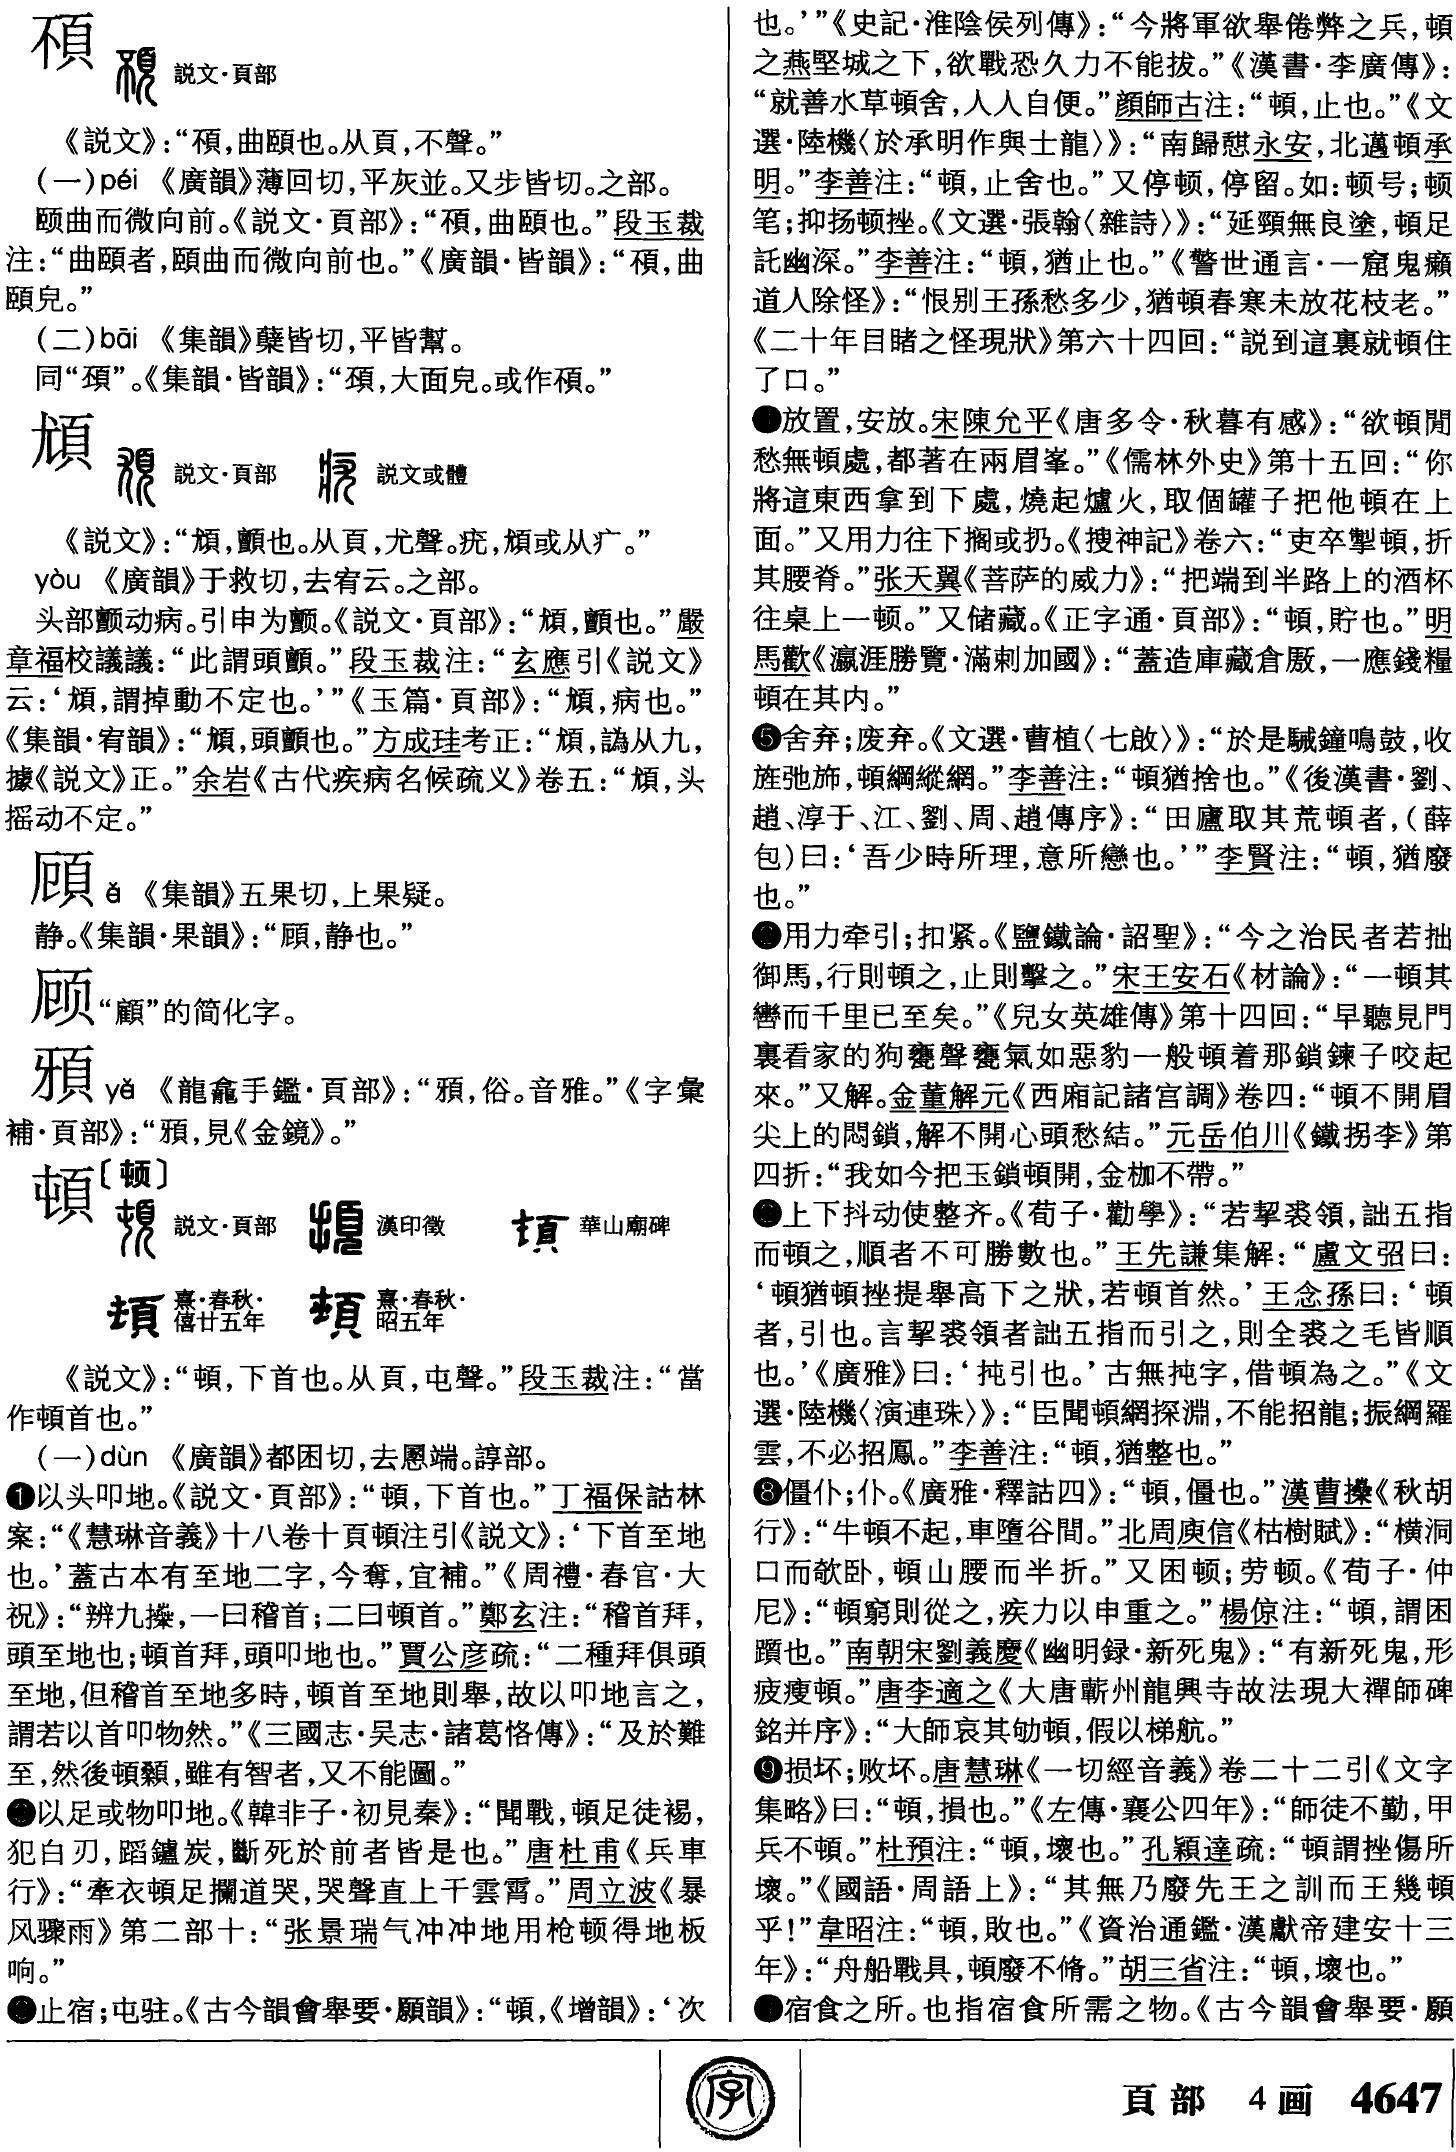 䫠 説文·頁部
《説文》：“䫠，曲頤也。从頁，不聲。”
(一)péi 《廣韻》薄回切，平灰並。又步皆切。之部。
颐曲而微向前。《説文·頁部》：“䫠，曲頤也。”段玉裁
注：“曲頤者，頤曲而微向前也。”《廣韻·皆韻》：“䫠，曲
頤皃。”
(二)bāi 《集韻》蘗皆切，平皆幫。
同“頦”。《集韻·皆韻》：“，大面皃。或作䫠。”
頄 説文·頁部 説文或體
《説文》：“䪻，顫也。从頁，尤聲。疣，䪻或从疒。”
yòu 《廣韻》于救切，去宥云。之部。
头部颤动病。引申为颤。《説文·頁部》：“䪻，顫也。”嚴
章福校議議：“此謂頭顫。”段玉裁注：“玄應引《説文》
云：‘䪻，謂掉動不定也。’”《玉篇·頁部》：“䪻，病也。”
《集韻·宥韻》：“䪻，頭顫也。”方成珪考正：“䪻，譌从九，
據《説文》正。”余岩《古代疾病名候疏义》卷五：“䪻，头
摇动不定。”
ě 《集韻》五果切，上果疑。
静。《集韻·果韻》：“，静也。”
顾 “顧”的简化字。
yǎ 《龍龕手鑑·頁部》：“，俗。音雅。”《字彙
補·頁部》：“，見《金鏡》。”
頓〔顿〕
説文·頁部 漢印徵 華山廟碑
熹·春秋·僖廿五年 熹·春秋·昭五年
《説文》：“頓，下首也。从頁，屯聲。”段玉裁注：“當
作頓首也。”
(一)dùn 《廣韻》都困切，去慁端。諄部。
❶以头叩地。《説文·頁部》：“頓，下首也。”丁福保詁林
案：“《慧琳音義》十八卷十頁頓注引《説文》：‘下首至地
也。’蓋古本有至地二字，今奪，宜補。”《周禮·春官·大
祝》：“辨九𢷎，一曰稽首；二曰頓首。”鄭玄注：“稽首拜，
頭至地也；頓首拜，頭叩地也。”賈公彦疏：“二種拜俱頭
至地，但稽首至地多時，頓首至地則舉，故以叩地言之，
謂若以首叩物然。”《三國志·吴志·諸葛恪傳》：“及於難
至，然後頓顙，雖有智者，又不能圖。”
❷以足或物叩地。《韓非子·初見秦》：“聞戰，頓足徒裼，
犯白刃，蹈鑪炭，斷死於前者皆是也。”唐杜甫《兵車
行》：“牽衣頓足攔道哭，哭聲直上干雲霄。”周立波《暴
风骤雨》第二部十：“张景瑞气冲冲地用枪顿得地板
响。”
❸止宿；屯驻。《古今韻會舉要·願韻》：“頓，《增韻》：‘次
也。’”《史記·淮陰侯列傳》：“今將軍欲舉倦弊之兵，頓
之燕堅城之下，欲戰恐久力不能拔。”《漢書·李廣傳》：
“就善水草頓舍，人人自便。”顔師古注：“頓，止也。”《文
選·陸機〈於承明作與士龍〉》：“南歸憇永安，北邁頓承
明。”李善注：“頓，止舍也。”又停顿，停留。如：顿号；顿
笔；抑扬顿挫。《文選·張翰〈雜詩〉》：“延頸無良塗，頓足
託幽深。”李善注：“頓，猶止也。”《警世通言·一窟鬼癩
道人除怪》：“恨别王孫愁多少，猶頓春寒未放花枝老。”
《二十年目睹之怪現狀》第六十四回：“説到這裏就頓住
了口。”
❹放置，安放。宋陳允平《唐多令·秋暮有感》：“欲頓閒
愁無頓處，都著在兩眉峯。”《儒林外史》第十五回：“你
將這東西拿到下處，燒起爐火，取個罐子把他頓在上
面。”又用力往下搁或扔。《搜神記》卷六：“吏卒掣頓，折
其腰脊。”张天翼《菩萨的威力》：“把端到半路上的酒杯
往桌上一顿。”又储藏。《正字通·頁部》：“頓，貯也。”明
馬歡《瀛涯勝覽·滿剌加國》：“蓋造庫藏倉廒，一應錢糧
頓在其内。”
❺舍弃；废弃。《文選·曹植〈七啟〉》：“於是駴鐘鳴鼓，收
旌弛斾，頓綱縱網。”李善注：“頓猶捨也。”《後漢書·劉、
趙、淳于、江、劉、周、趙傳序》：“田廬取其荒頓者，(薛
包)曰：‘吾少時所理，意所戀也。’”李賢注：“頓，猶廢
也。”
❻用力牵引；扣紧。《鹽鐵論·詔聖》：“今之治民者若拙
御馬，行則頓之，止則擊之。”宋王安石《材論》：“一頓其
轡而千里已至矣。”《兒女英雄傳》第十四回：“早聽見門
裏看家的狗甕聲甕氣如惡豹一般頓着那鎖鍊子咬起
來。”又解。金董解元《西廂記諸宫調》卷四：“頓不開眉
尖上的悶鎖，解不開心頭愁結。”元岳伯川《鐵拐李》第
四折：“我如今把玉鎖頓開，金枷不帶。”
❼上下抖动使整齐。《荀子·勸學》：“若挈裘領，詘五指
而頓之，順者不可勝數也。”王先謙集解：“盧文弨曰：
‘頓猶頓挫提舉高下之狀，若頓首然。’王念孫曰：‘頓
者，引也。言挈裘領者詘五指而引之，則全裘之毛皆順
也。’《廣雅》曰：‘扽引也。’古無扽字，借頓為之。”《文
選·陸機〈演連珠〉》：“臣聞頓網探淵，不能招龍；振綱羅
雲，不必招鳳。”李善注：“頓，猶整也。”
❽僵仆；仆。《廣雅·釋詁四》：“頓，僵也。”漢曹操《秋胡
行》：“牛頓不起，車墮谷間。”北周庾信《枯樹賦》：“横洞
口而欹卧，頓山腰而半折。”又困顿；劳顿。《荀子·仲
尼》：“頓窮則從之，疾力以申重之。”楊倞注：“頓，謂困
躓也。”南朝宋劉義慶《幽明録·新死鬼》：“有新死鬼，形
疲瘦頓。”唐李適之《大唐蘄州龍興寺故法現大禪師碑
銘并序》：“大師哀其劬頓，假以梯航。”
❾损坏；败坏。唐慧琳《一切經音義》卷二十二引《文字
集略》曰：“頓，損也。”《左傳·襄公四年》：“師徒不勤，甲
兵不頓。”杜預注：“頓，壞也。”孔穎達疏：“頓謂挫傷所
壞。”《國語·周語上》：“其無乃廢先王之訓而王幾頓
乎！”韋昭注：“頓，敗也。”《資治通鑑·漢獻帝建安十三
年》：“舟船戰具，頓廢不脩。”胡三省注：“頓，壞也。”
❿宿食之所。也指宿食所需之物。《古今韻會舉要·願
字
頁部 4画 4647